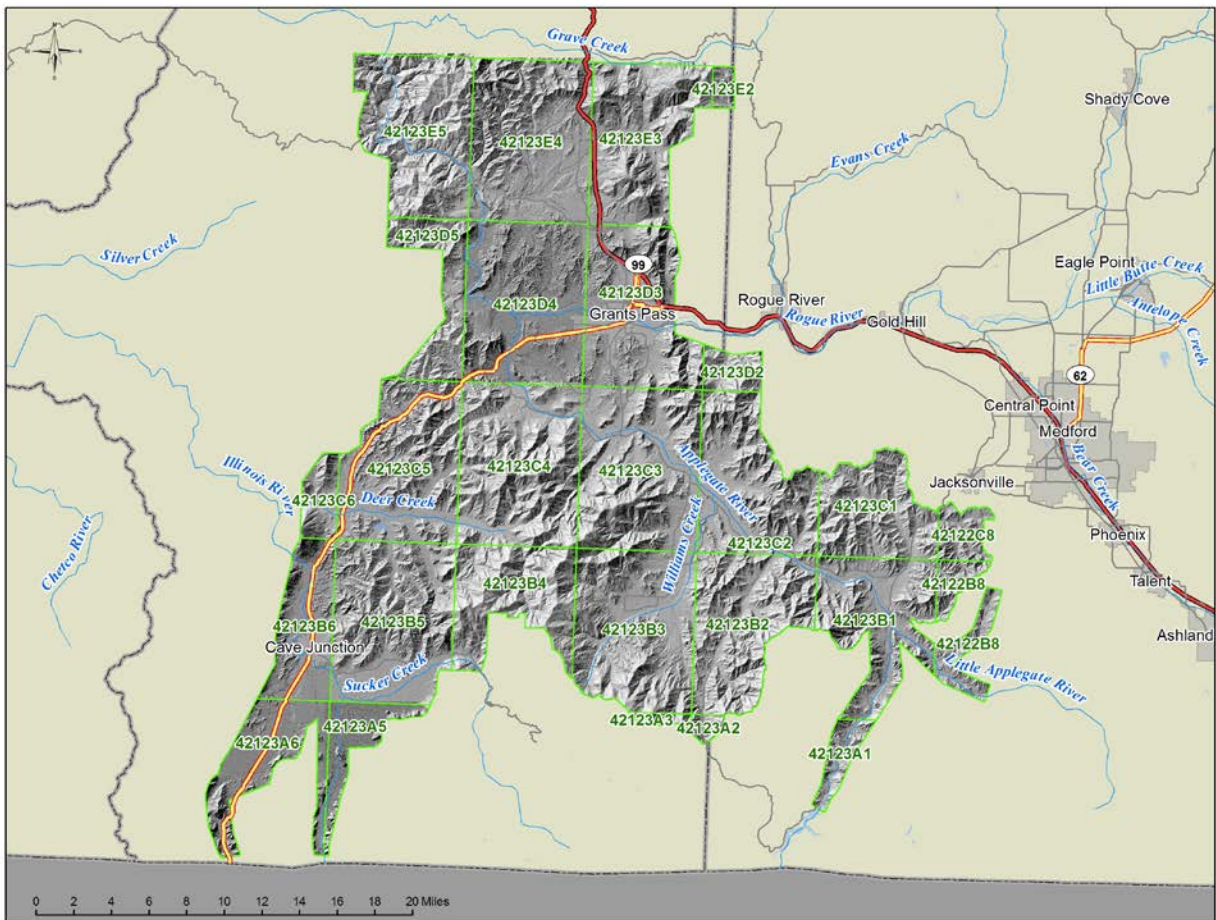 Grave Creek
Shady Cove
42123E2
42123E5
42123E4
42123E3
Evans Creek
Silver Creek
42123D5
99
Eagle Point
Little Butte Creek
42123D4
42123D3
Grants Pass
Rogue River
Rogue River
Gold Hill
Antelope Creek
42123D2
62
Central Point
Medford
Bear Creek
Illinois River
42123C5
42123C4
42123C3
Applegate River
42123C6
Deer Creek
Jacksonville
42123C1
Chetco River
Williams Creek
42123C2
42122C8
Phoenix
42123B4
42122B8
Talent
42123B6
42123B5
42123B3
42123B2
42123B1
42122B8
Ashland
Cave Junction
Sucker Creek
Little Applegate River
42123A3
42123A2
42123A6
42123A5
42123A1
0 2 4 6 8 10 12 14 16 18 20 Miles